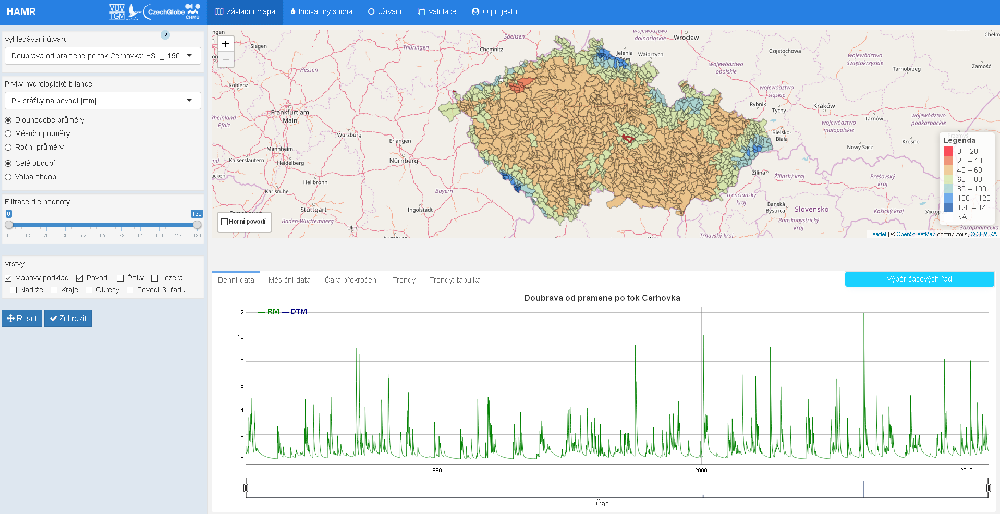 HAMR
VÚV
TGM
CzechGlobe
ČHMÚ
Základní mapa
Indikátory sucha
Užívání
Validace
O projektu
Vyhledávání útvaru
?
Doubrava od pramene po tok Cerhovka: HSL_1190
Prvky hydrologické bilance
P - srážky na povodí [mm]
Dlouhodobé průměry
Měsíční průměry
Roční průměry
Celé období
Volba období
Filtrace dle hodnoty
0 130
0 13 26 39 52 65 78 91 104 117 130
Vrstvy
Mapový podklad Povodí Řeky Jezera
Nádrže Kraje Okresy Povodí 3. řádu
Reset Zobrazit
+
−
Siegen
Hessen
Koblenz
Frankfurt am
Main
Rheinland-
Pfalz
Mannheim
Kaiserslautern
Heidelberg
Heilbronn
Karlsruhe
Stuttgart
Baden-Württemberg
Ulm
Augsburg
Ingolstadt
Bayern
Nürnberg
Erlangen
Würzburg
Thüringen
Sachsen
Chemnitz
Jelenia
Góra
Wałbrzych
województwo
dolnośląskie
Wrocław
Częstochowa
województwo
opolskie
województwo
świętokrzyskie
Tarnobrzeg
Zamość
województwo
śląskie
Rybnik
Tychy
Kraków
Tarnów
województwo
podkarpackie
województwo
małopolskie
Bielsko-
Biała
Nowy Sącz
Krosno
Przemyśl
Žilina
Žilinský kraj
Prešovský
kraj
Trenčiansky
kraj
Banská
Bystrica
Slovensko
Banskobystrický
kraj
Košický kraj
Trnavský kraj
Horní povodí
Legenda
0 – 20
20 – 40
40 – 60
60 – 80
80 – 100
100 – 120
120 – 140
NA
Leaflet | © OpenStreetMap contributors, CC-BY-SA
Denní data
Měsíční data
Čára překročení
Trendy
Trendy: tabulka
Výběr časových řad
Doubrava od pramene po tok Cerhovka
— RM — DTM
12
10
8
6
4
2
0
1990 2000 2010
Čas